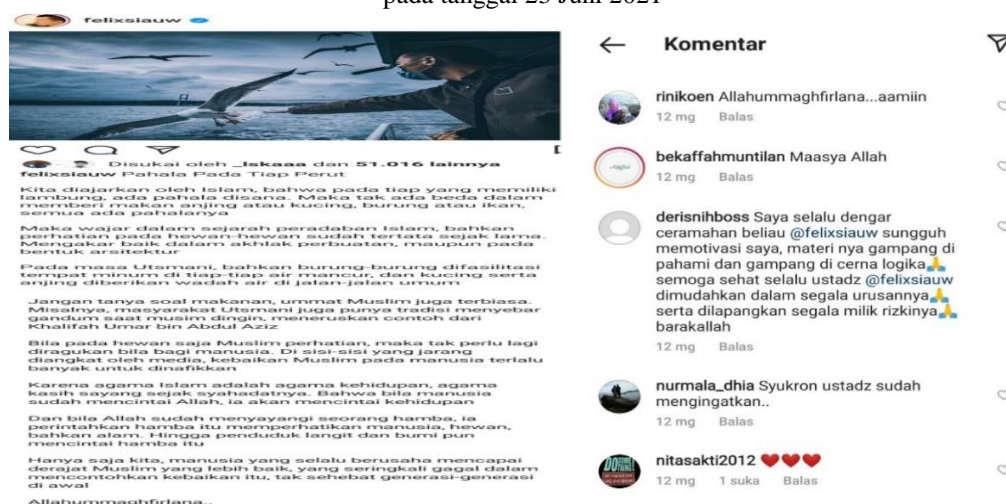 pada tanggal 23 Juni 2021
felixsiauw
Disukai oleh _lskaaa dan 51.016 lainnya
felixsiauw Pahala Pada Tiap Perut
Kita diajarkan oleh Islam, bahwa pada tiap yang memiliki
lambung, ada pahala disana. Maka tak ada beda dalam
memberi makan anjing atau kucing, burung atau ikan,
semua ada pahalanya
Maka wajar dalam sejarah peradaban Islam, bahkan
perhatian pada hewan-hewan sudah tertata sejak lama.
Mengakar baik dalam akhlak perbuatan, maupun pada
bentuk arsitektur
Pada masa Utsmani, bahkan burung-burung difasilitasi
tempat minum di tiap-tiap air mancur, dan kucing serta
anjing diberikan wadah air di jalan-jalan umum
Jangan tanya soal makanan, ummat Muslim juga terbiasa.
Misalnya, masyarakat Utsmani juga punya tradisi menyebar
gandum saat musim dingin, meneruskan contoh dari
Khalifah Umar bin Abdul Aziz
Bila pada hewan saja Muslim perhatian, maka tak perlu lagi
diragukan bila bagi manusia. Di sisi-sisi yang jarang
diangkat oleh media, kebaikan Muslim pada manusia terlalu
banyak untuk dinafikkan
Karena agama Islam adalah agama kehidupan, agama
kasih sayang sejak syahadatnya. Bahwa bila manusia
sudah mencintai Allah, ia akan mencintai kehidupan
Dan bila Allah sudah menyayangi seorang hamba, ia
perintahkan hamba itu memperhatikan manusia, hewan,
bahkan alam. Hingga penduduk langit dan bumi pun
mencintai hamba itu
Hanya saja kita, manusia yang selalu berusaha mencapai
derajat Muslim yang lebih baik, yang seringkali gagal dalam
mencontohkan kebaikan itu, tak sehebat generasi-generasi
di awal
Allahummaghfirlana..
Komentar
rinikoen Allahummaghfirlana...aamiin
12 mg Balas
bekaffahmuntilan Maasya Allah
12 mg Balas
derisnihboss Saya selalu dengar
ceramahan beliau @felixsiauw sungguh
memotivasi saya, materi nya gampang di
pahami dan gampang di cerna logika🙏
semoga sehat selalu ustadz @felixsiauw
dimudahkan dalam segala urusannya🙏
serta dilapangkan segala milik rizkinya🙏
barakallah
12 mg Balas
nurmala_dhia Syukron ustadz sudah
mengingatkan..
12 mg Balas
nitasakti2012 ❤️❤️❤️
12 mg 1 suka Balas